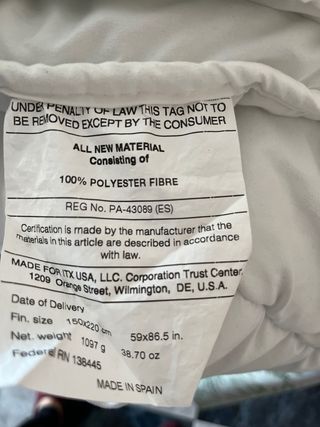 UNDER PENALTY OF LAW THIS TAG NOT TO
BE REMOVED EXCEPT BY THE CONSUMER
ALL NEW MATERIAL
Consisting of
100% POLYESTER FIBRE
REG No. PA-43089 (ES)
Certification is made by the manufacturer that the
materials in this article are described in accordance
with law.
MADE FOR ITX USA, LLC. Corporation Trust Center.
1209 Orange Street, Wilmington, DE, U.S.A.
Date of Delivery
Fin. size 150x220 cm 59x86.5 in.
Net. weight 1097 g 38.70 oz
Federal RN 138445
MADE IN SPAIN